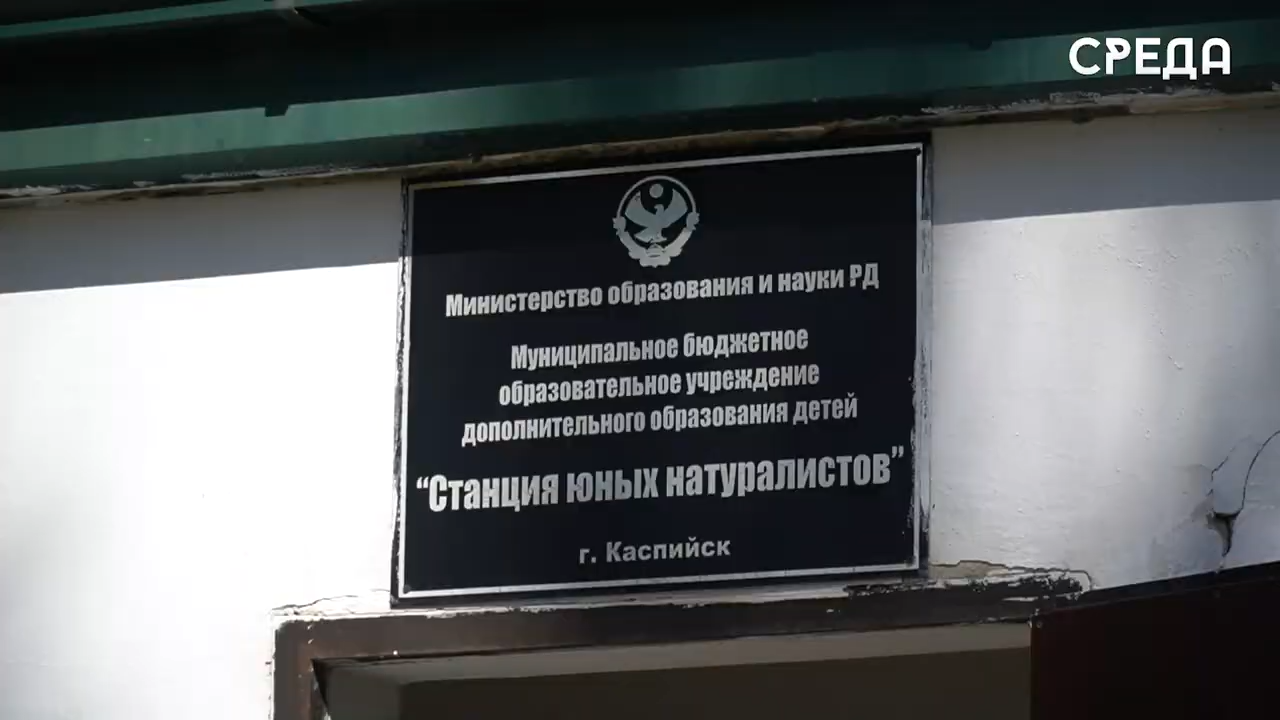 СРЕДА
Министерство образования и науки РД
Муниципальное бюджетное
образовательное учреждение
дополнительного образования детей
“Станция юных натуралистов”
г. Каспийск